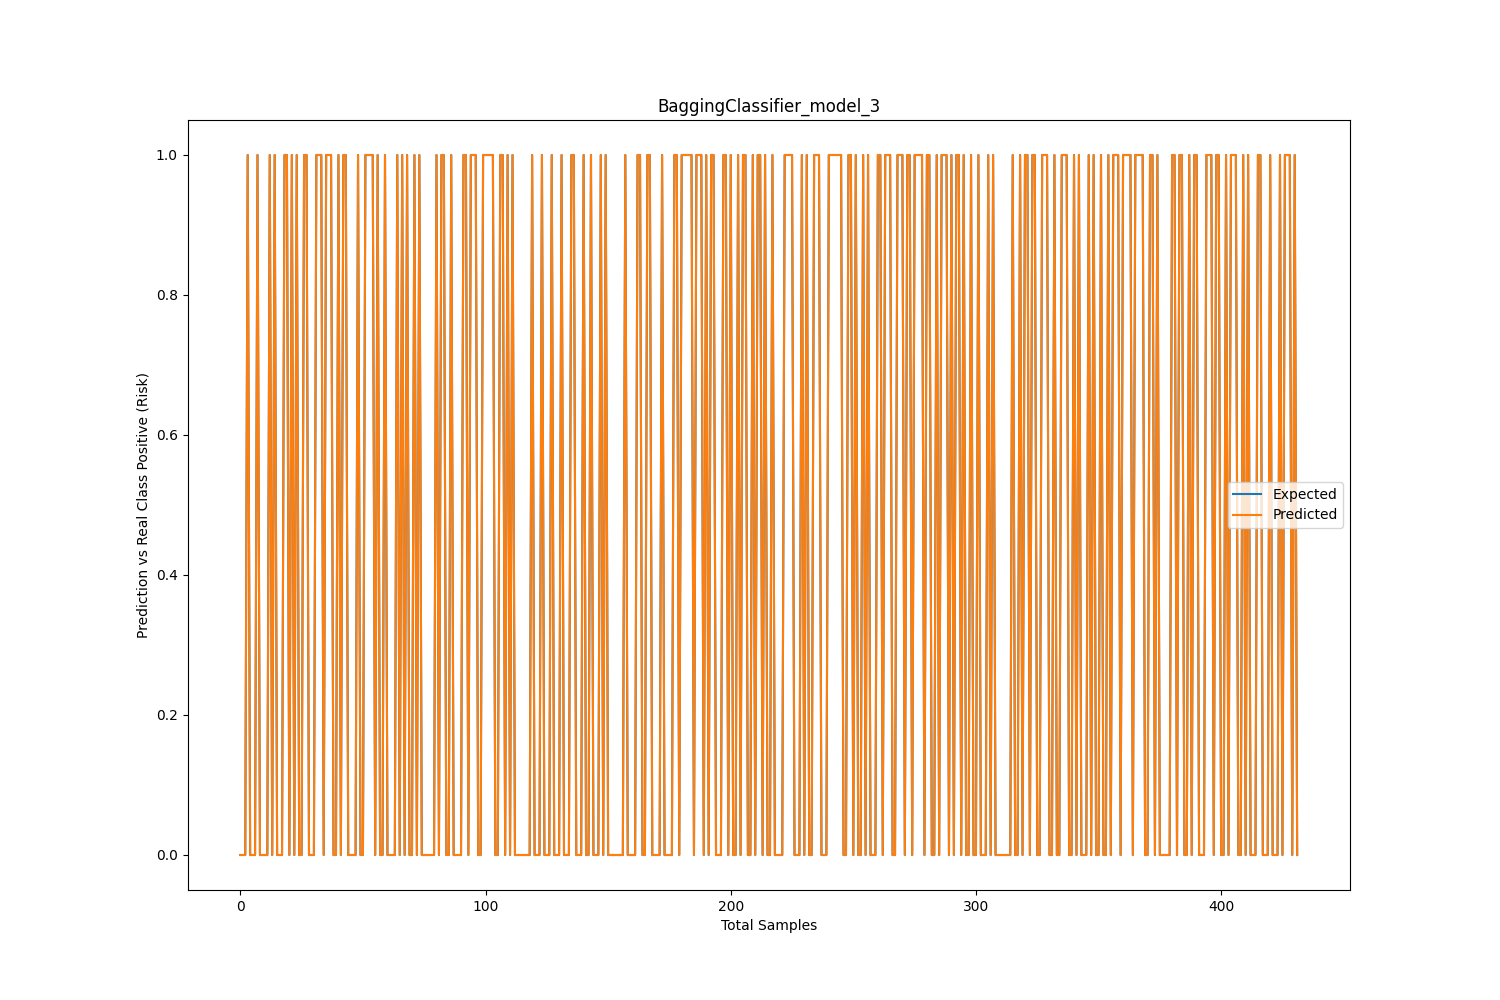 BaggingClassifier_model_3
1.0
0.8
0.6
0.4
0.2
0.0
Prediction vs Real Class Positive (Risk)
Expected
Predicted
0 100 200 300 400
Total Samples